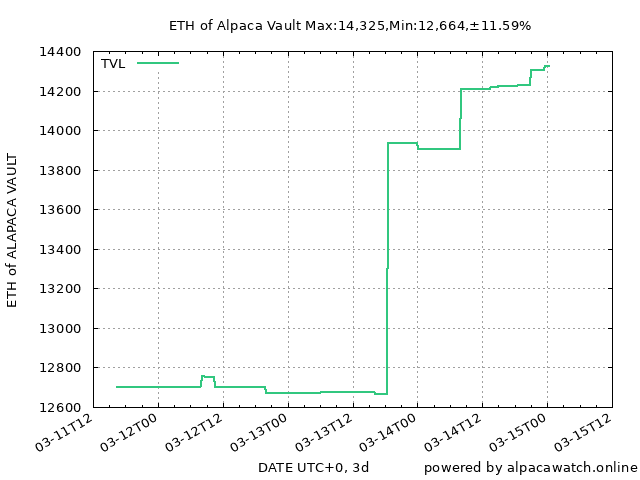 ETH of Alpaca Vault Max:14,325,Min:12,664,±11.59%
TVL
14400
14200
14000
13800
13600
13400
13200
13000
12800
12600
ETH of ALAPACA VAULT
03-11T12
03-12T00
03-12T12
03-13T00
03-13T12
03-14T00
03-14T12
03-15T00
03-15T12
DATE UTC+0, 3d
powered by alpacawatch.online